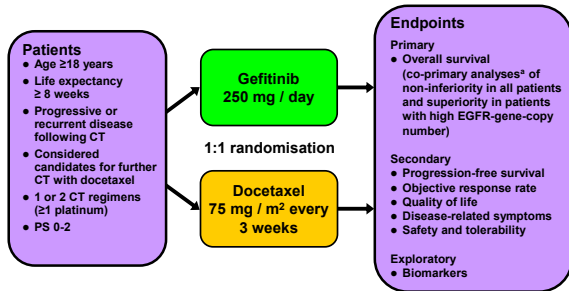 Patients
● Age ≥18 years
● Life expectancy
≥ 8 weeks
● Progressive or
recurrent disease
following CT
● Considered
candidates for further
CT with docetaxel
● 1 or 2 CT regimens
(≥1 platinum)
● PS 0-2
Gefitinib
250 mg / day
1:1 randomisation
Docetaxel
75 mg / m² every
3 weeks
Endpoints
Primary
● Overall survival
(co-primary analysesª of
non-inferiority in all
patients and superiority in patients
with high EGFR-gene-copy
number)
Secondary
● Progression-free survival
● Objective response rate
● Quality of life
● Disease-related symptoms
● Safety and tolerability
Exploratory
● Biomarkers